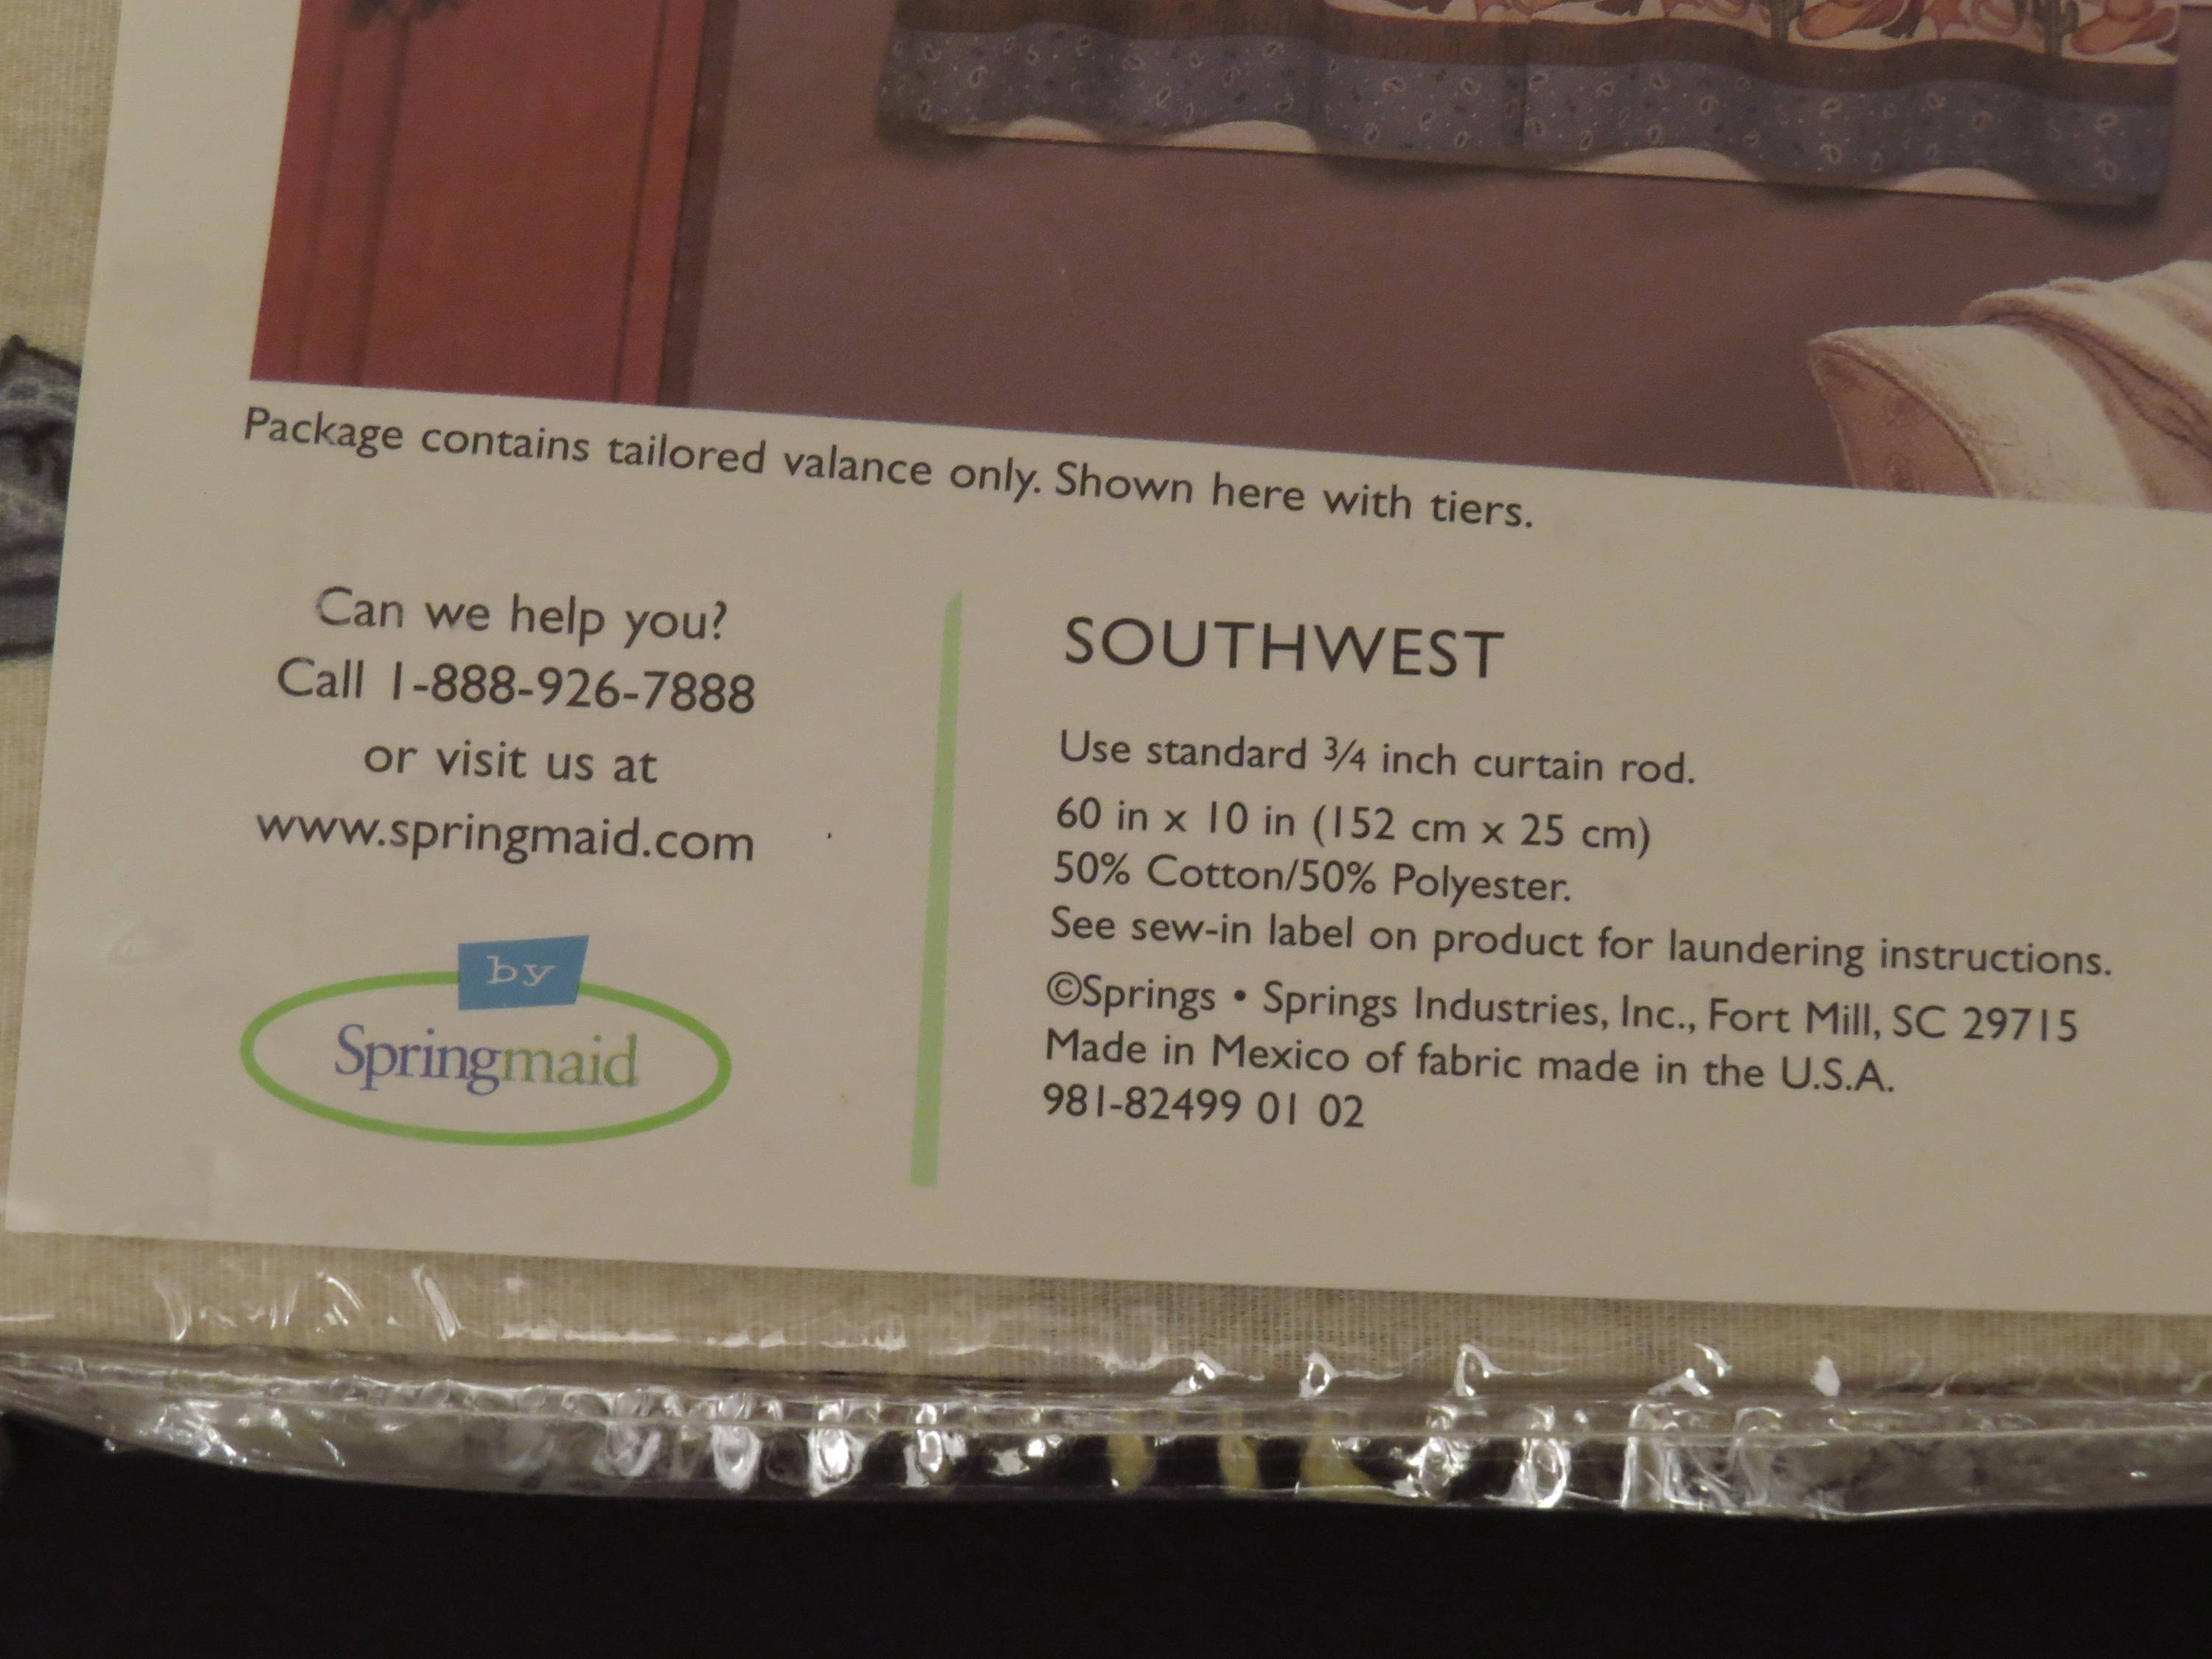 Package contains tailored valance only. Shown here with tiers.
Can we help you?
Call 1-888-926-7888
or visit us at
www.springmaid.com
by
Springmaid
SOUTHWEST
Use standard ¾ inch curtain rod.
60 in x 10 in (152 cm x 25 cm)
50% Cotton/50% Polyester.
See sew-in label on product for laundering instructions.
©Springs • Springs Industries, Inc., Fort Mill, SC 29715
Made in Mexico of fabric made in the U.S.A.
981-82499 01 02